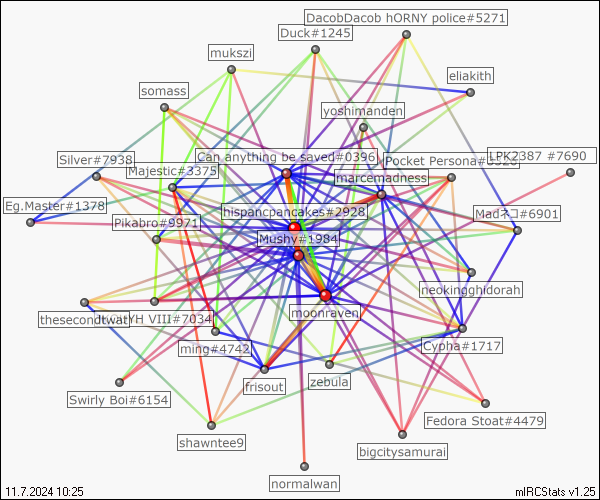 DacobDacob hORNY police#5271
Duck#1245
mukszi
eliakith
somass
yoshimanden
Can anything be saved#0396
LPK2387 #7690
Silver#7938
Majestic#3375
Pocket Persona#
marcemadness
Eg.Master#1378
Pikabro#9971
hispancpancakes#2928
Madネコ#6901
Mushy#1984
neokingghidorah
moonraven
thesecondtwat
YH VIII#7034
ming#4742
Cypha#1717
frisout
zebula
Swirly Boi#6154
Fedora Stoat#4479
shawntee9
bigcitysamurai
normalwan
11.7.2024 10:25
mIRCStats v1.25